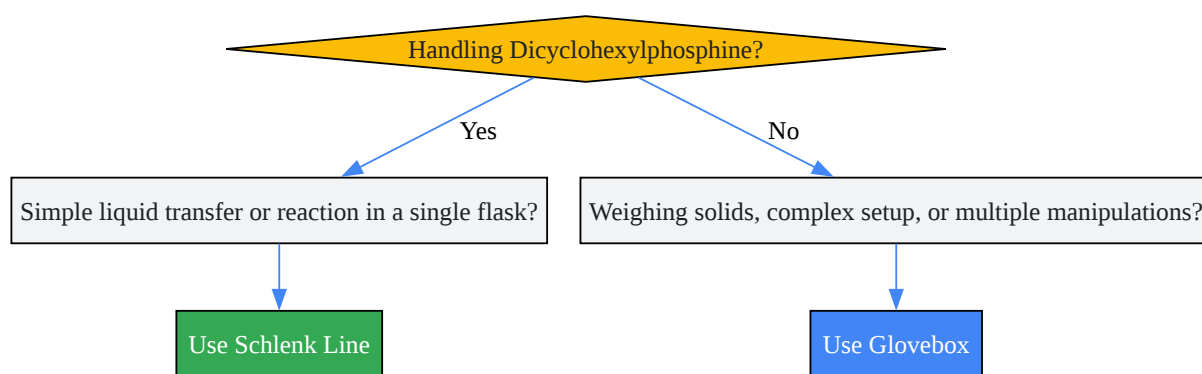 Handling Dicyclohexylphosphine?
Yes
No
Simple liquid transfer or reaction in a single flask?
Weighing solids, complex setup, or multiple manipulations?
Use Schlenk Line
Use Glovebox